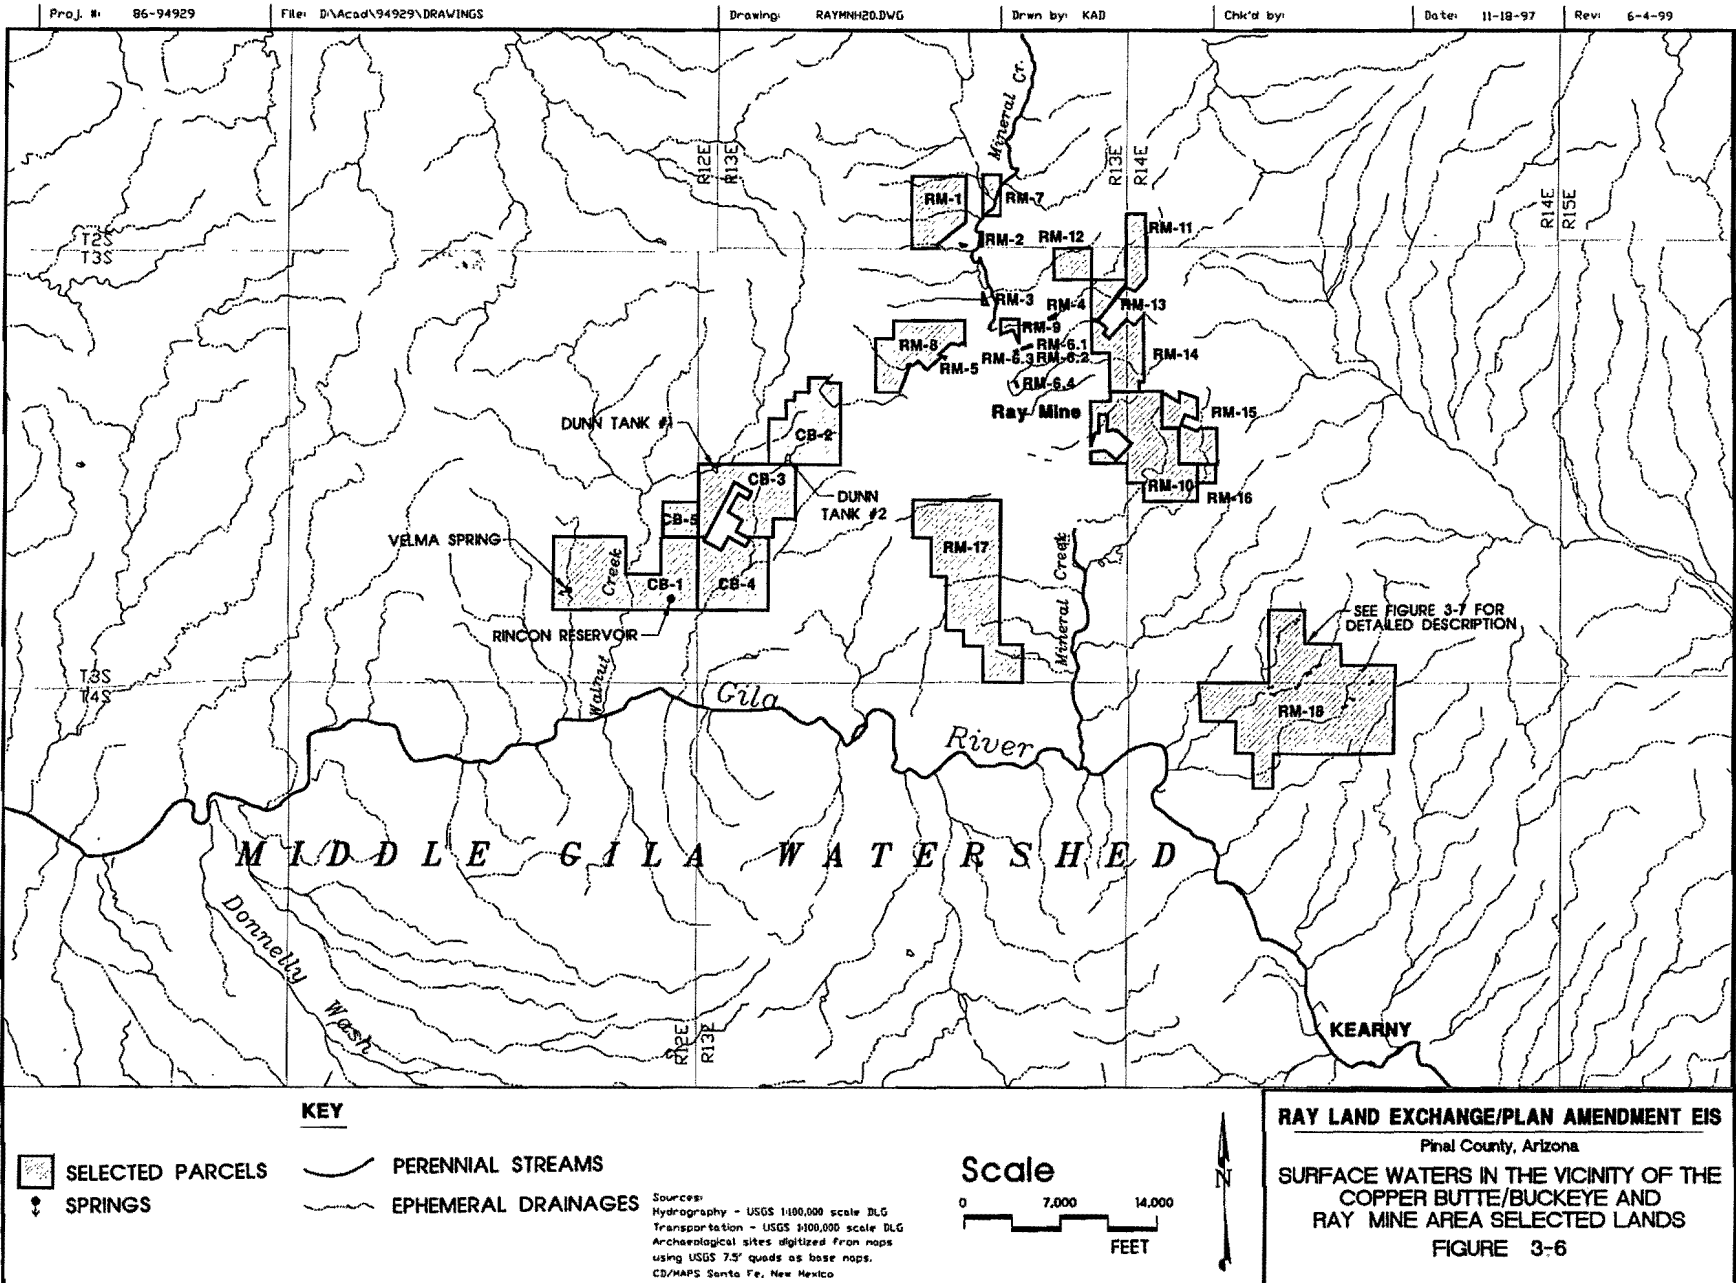 Proj. #: 86-94929 File: D:\Acad\94929\DRAWINGS Drawing: RAYMNH20.DWG Drwn by: KAD Chk'd by: Date: 11-18-97 Rev: 6-4-99
Mineral Cr.
R12E
R13E
R13E
R14E
R14E
R15E
T2S
T3S
RM-1
RM-7
RM-2
RM-12
RM-11
RM-3
RM-4
RM-13
RM-9
RM-8
RM-6.1
RM-6.3
RM-6.2
RM-5
RM-14
RM-6.4
Ray Mine
RM-15
DUNN TANK #1
CB-2
CB-3
RM-10
RM-16
DUNN
TANK #2
CB-5
VELMA SPRING
RM-17
Creek
CB-1
CB-4
Mineral Creek
RINCON RESERVOIR
SEE FIGURE 3-7 FOR
DETAILED DESCRIPTION
T3S
T4S
Walnut
Gila
River
RM-18
MIDDLE GILA WATERSHED
Donnelly
Wash
R12E
R13E
KEARNY
KEY
SELECTED PARCELS
SPRINGS
PERENNIAL STREAMS
EPHEMERAL DRAINAGES
Sources:
Hydrography - USGS 1:100,000 scale DLG
Transportation - USGS 1:100,000 scale DLG
Archaeological sites digitized from maps
using USGS 7.5' quads as base maps.
CD/MAPS Santa Fe, New Mexico
Scale
0 7,000 14,000
FEET
N
RAY LAND EXCHANGE/PLAN AMENDMENT EIS
Pinal County, Arizona
SURFACE WATERS IN THE VICINITY OF THE
COPPER BUTTE/BUCKEYE AND
RAY MINE AREA SELECTED LANDS
FIGURE 3-6